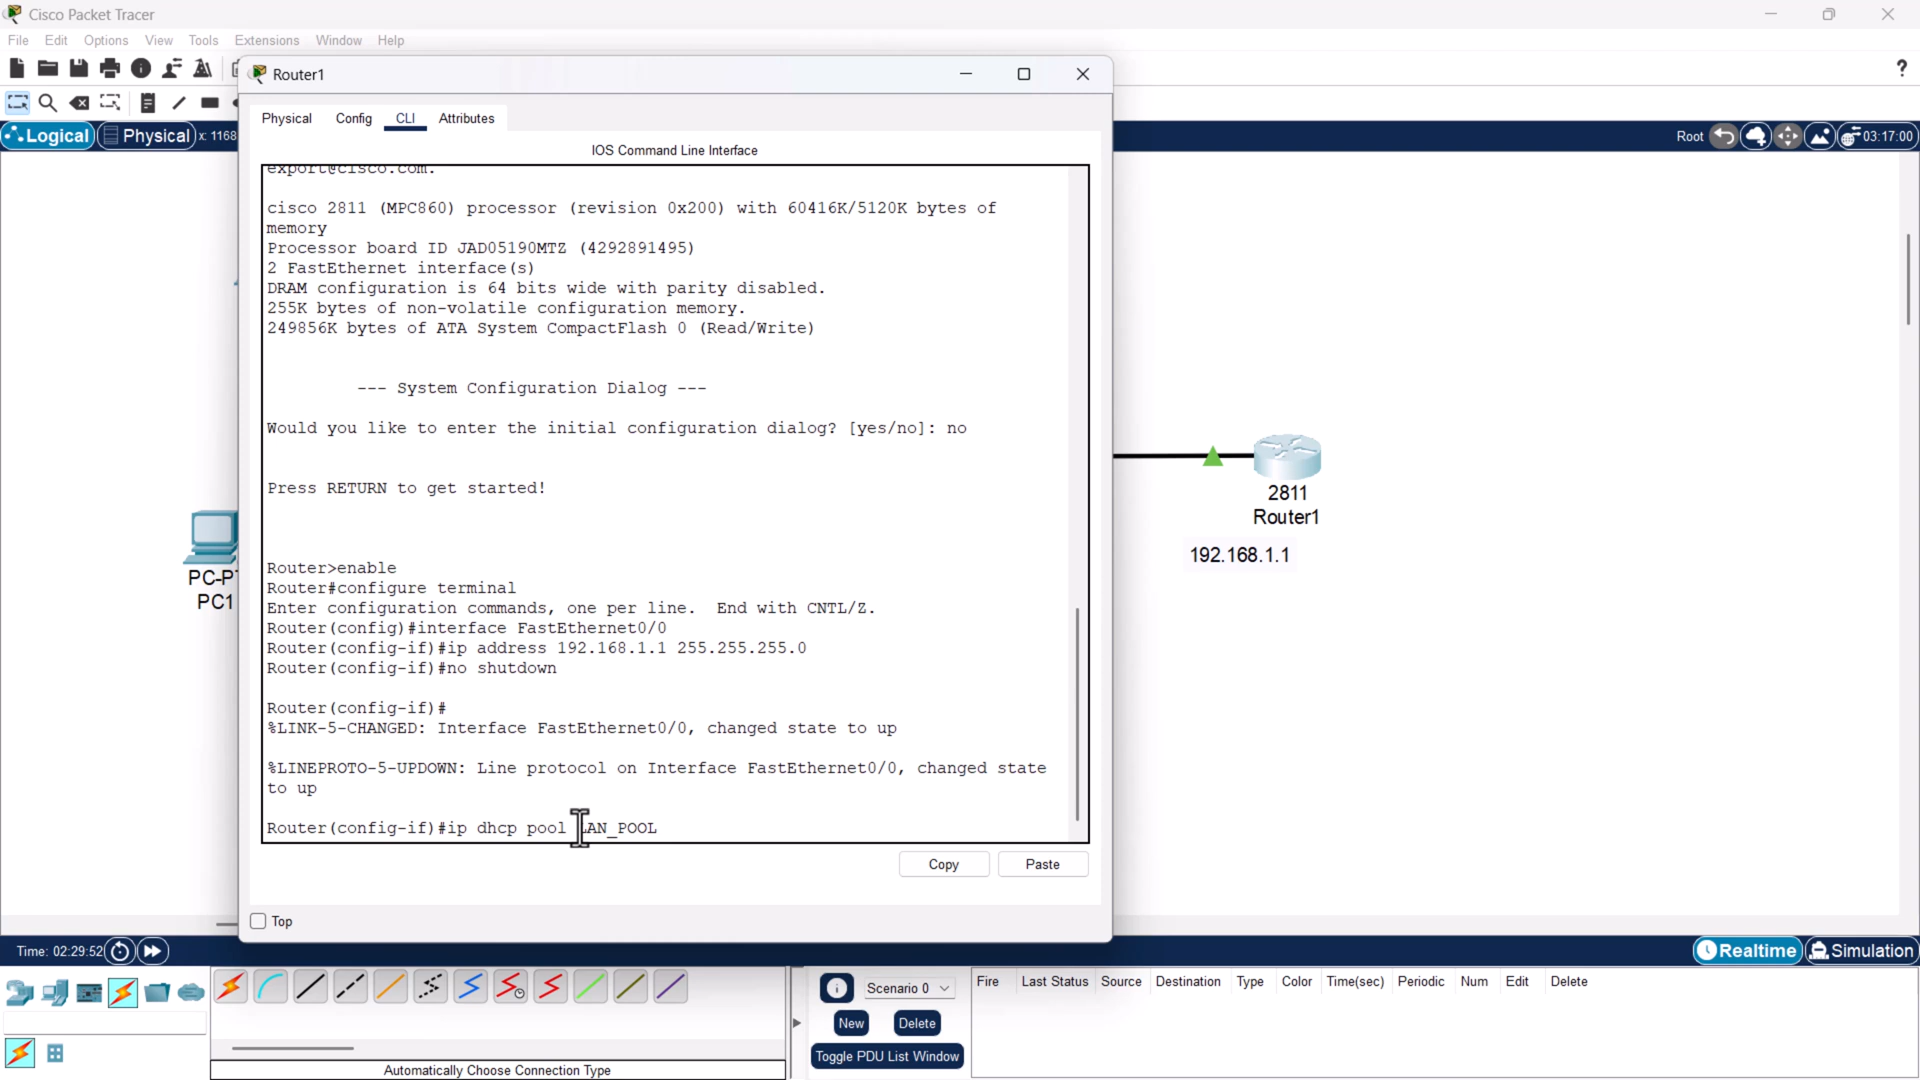 Cisco Packet Tracer
File Edit Options View Tools Extensions Window Help
Router1
?
Logical Physical x: 1168
Root 03:17:00
Physical Config CLI Attributes
IOS Command Line Interface
export@cisco.com.
cisco 2811 (MPC860) processor (revision 0x200) with 60416K/5120K bytes of
memory
Processor board ID JAD05190MTZ (4292891495)
2 FastEthernet interface(s)
DRAM configuration is 64 bits wide with parity disabled.
255K bytes of non-volatile configuration memory.
249856K bytes of ATA System CompactFlash 0 (Read/Write)
--- System Configuration Dialog ---
Would you like to enter the initial configuration dialog? [yes/no]: no
Press RETURN to get started!
Router>enable
Router#configure terminal
Enter configuration commands, one per line. End with CNTL/Z.
Router(config)#interface FastEthernet0/0
Router(config-if)#ip address 192.168.1.1 255.255.255.0
Router(config-if)#no shutdown
Router(config-if)#
%LINK-5-CHANGED: Interface FastEthernet0/0, changed state to up
%LINEPROTO-5-UPDOWN: Line protocol on Interface FastEthernet0/0, changed state
to up
Router(config-if)#ip dhcp pool LAN_POOL
Copy Paste
Top
PC-P
PC1
2811
Router1
192.168.1.1
Time: 02:29:52
Realtime Simulation
Scenario 0
New Delete
Toggle PDU List Window
Fire Last Status Source Destination Type Color Time(sec) Periodic Num Edit Delete
Automatically Choose Connection Type